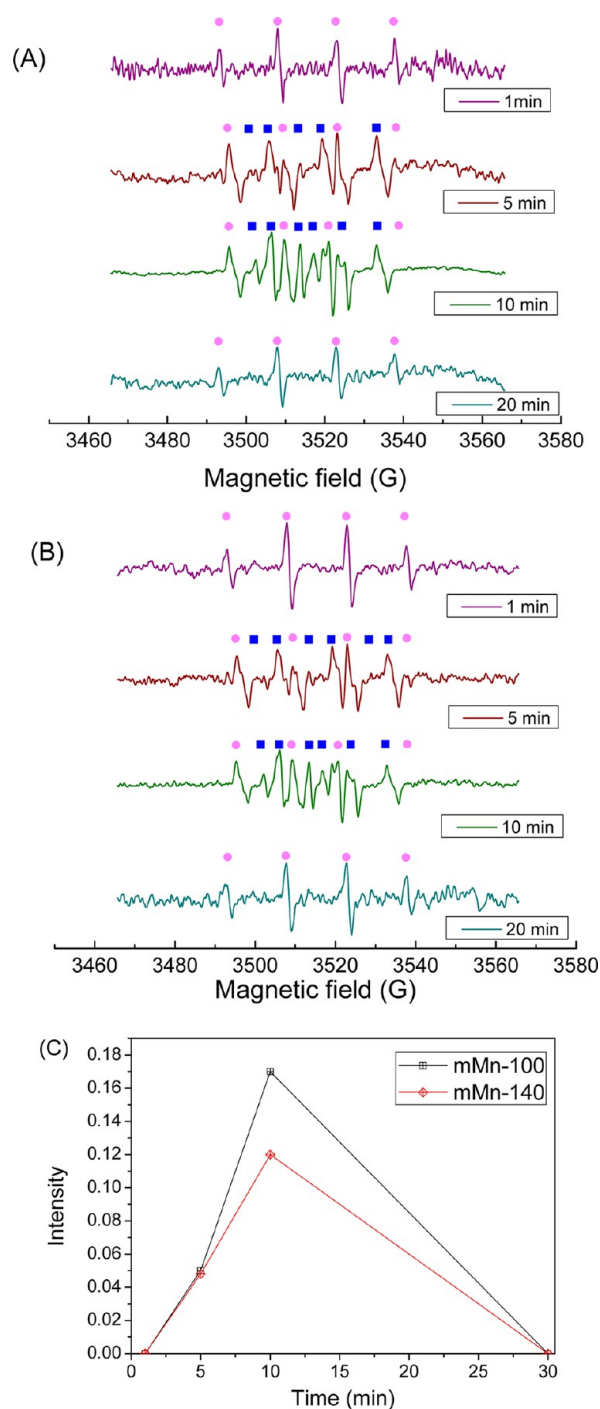 (A)
1min
5 min
10 min
20 min
3460 3480 3500 3520 3540 3560 3580
Magnetic field (G)
(B)
1 min
5 min
10 min
20 min
3460 3480 3500 3520 3540 3560 3580
Magnetic field (G)
(C)
0.18
0.16
0.14
0.12
0.10
0.08
0.06
0.04
0.02
0.00
Intensity
mMn-100
mMn-140
0 5 10 15 20 25 30
Time (min)